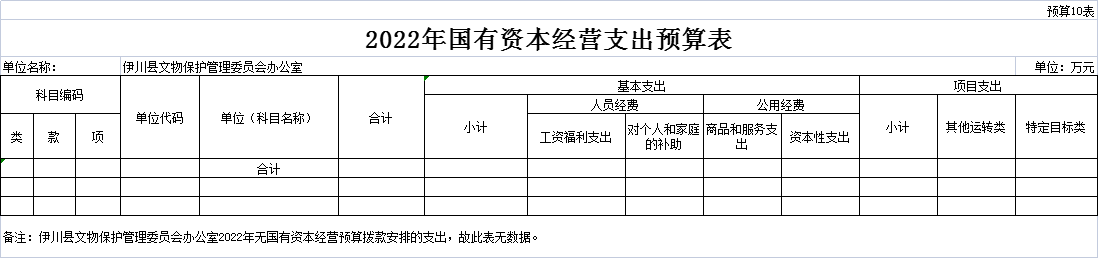 预算10表
2022年国有资本经营支出预算表
单位名称：
伊川县文物保护管理委员会办公室
单位：万元
科目编码
单位代码
单位（科目名称）
合计
基本支出
项目支出
人员经费
公用经费
小计
小计
其他运转类
特定目标类
类
款
项
工资福利支出
对个人和家庭
的补助
商品和服务支
出
资本性支出
合计
备注：伊川县文物保护管理委员会办公室2022年无国有资本经营预算拨款安排的支出，故此表无数据。